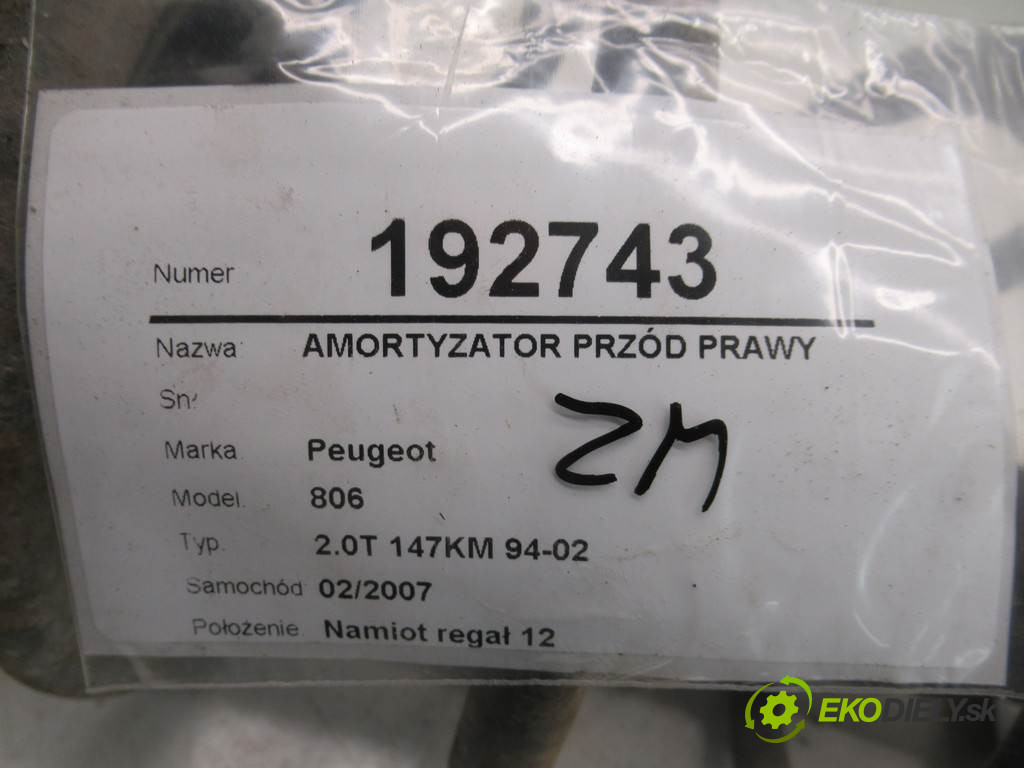 Numer 192743
Nazwa: AMORTYZATOR PRZÓD PRAWY
Sn:
ZM
Marka Peugeot
Model. 806
Typ. 2.0T 147KM 94-02
Samochód 02/2007
Położenie. Namiot regał 12
EKODIELY.sk